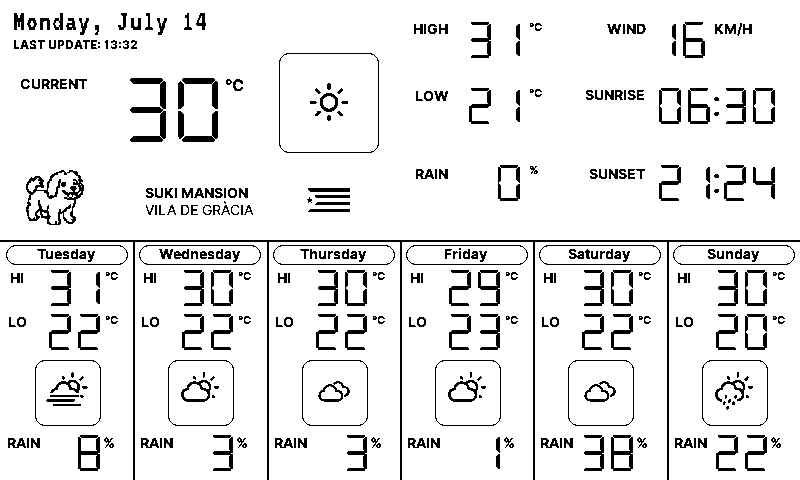 Monday, July 14
LAST UPDATE: 13:32
CURRENT 30 °C
SUKI MANSION
VILA DE GRÀCIA
HIGH 31 °C
LOW 21 °C
RAIN 0 %
WIND 16 KM/H
SUNRISE 06:30
SUNSET 21:24
Tuesday
HI 31 °C
LO 22 °C
RAIN 8 %
Wednesday
HI 30 °C
LO 22 °C
RAIN 3 %
Thursday
HI 30 °C
LO 22 °C
RAIN 3 %
Friday
HI 29 °C
LO 23 °C
RAIN 1 %
Saturday
HI 30 °C
LO 22 °C
RAIN 38 %
Sunday
HI 30 °C
LO 20 °C
RAIN 22 %